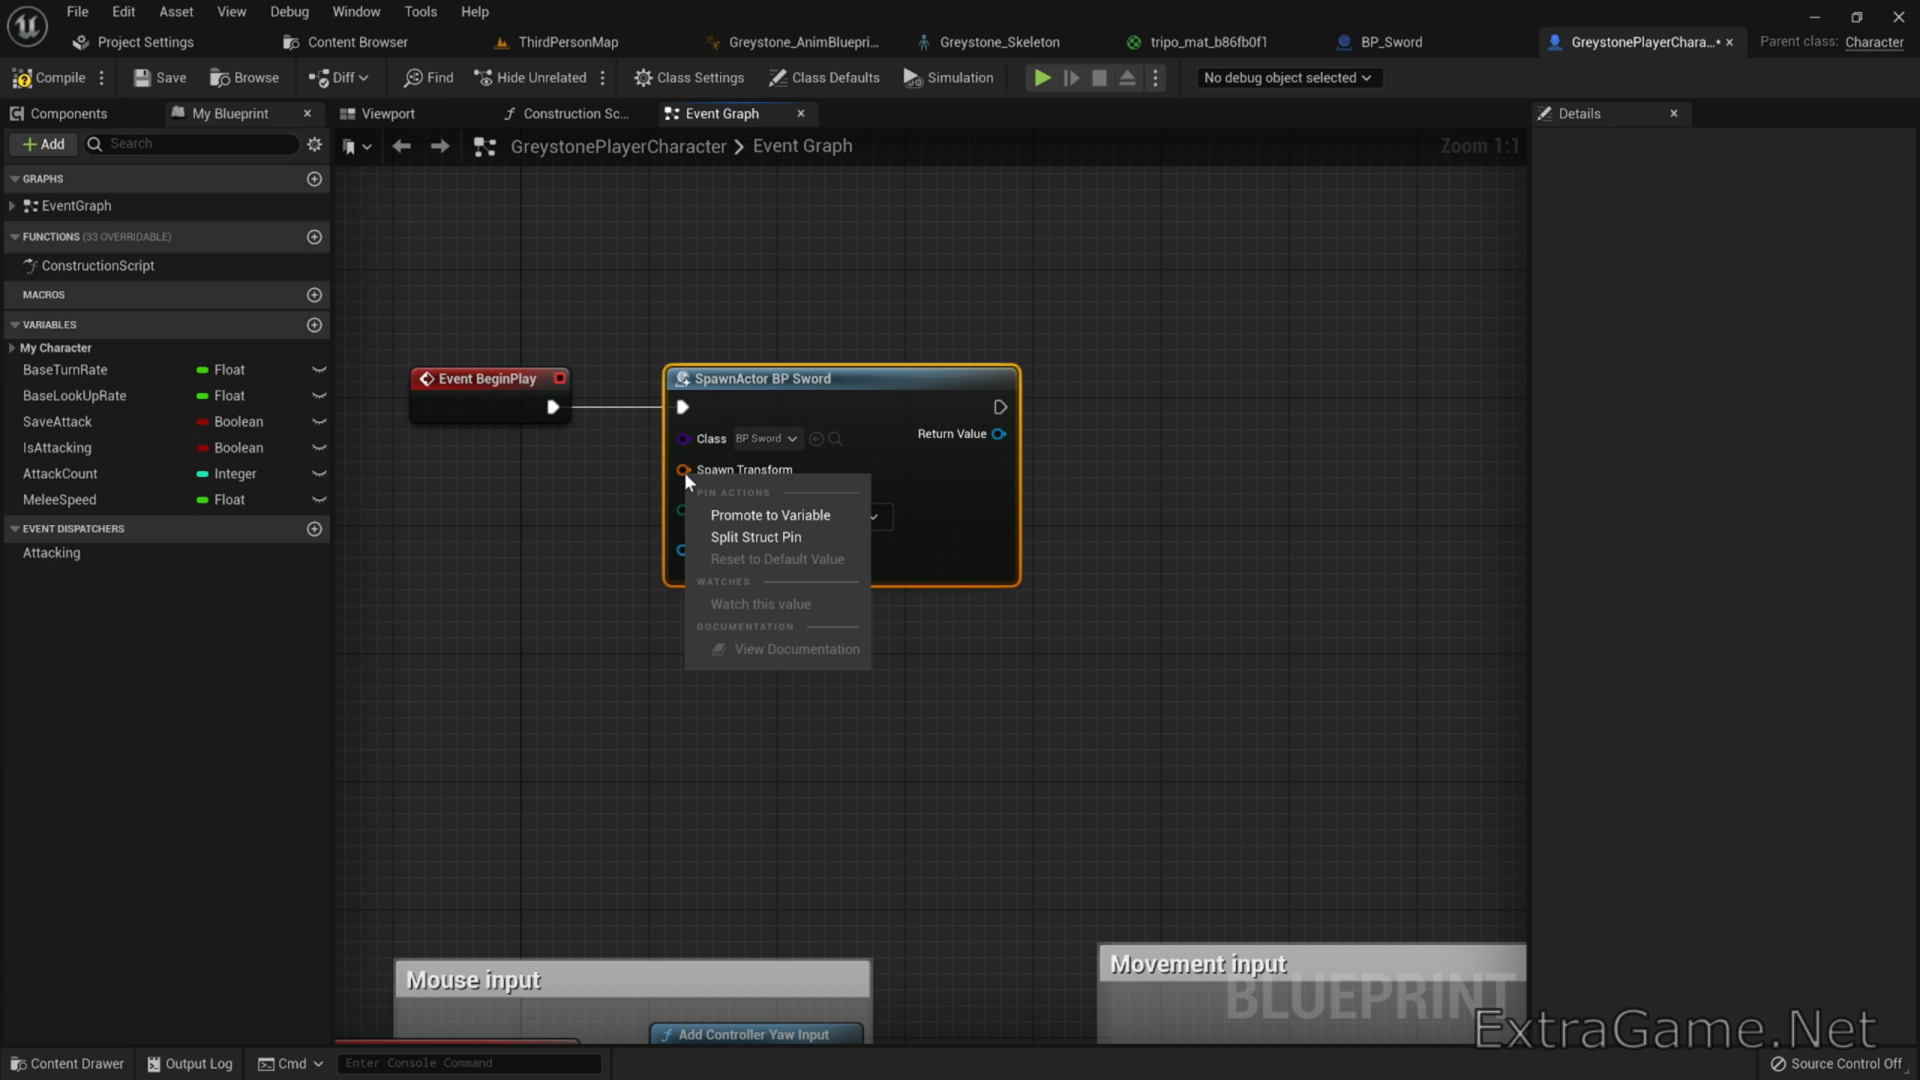 File Edit Asset View Debug Window Tools Help
Project Settings Content Browser ThirdPersonMap Greystone_AnimBluepri... Greystone_Skeleton tripo_mat_b86fb0f1 BP_Sword GreystonePlayerChara...• Parent class: Character
Compile Save Browse Diff Find Hide Unrelated Class Settings Class Defaults Simulation No debug object selected
Components My Blueprint Viewport Construction Sc... Event Graph Details
Add Search GreystonePlayerCharacter > Event Graph Zoom 1:1
GRAPHS
EventGraph
FUNCTIONS (33 OVERRIDABLE)
ConstructionScript
MACROS
VARIABLES
My Character
BaseTurnRate Float
BaseLookUpRate Float
SaveAttack Boolean
IsAttacking Boolean
AttackCount Integer
MeleeSpeed Float
EVENT DISPATCHERS
Attacking
Event BeginPlay
SpawnActor BP Sword
Class BP Sword
Return Value
Spawn Transform
PIN ACTIONS
Promote to Variable
Split Struct Pin
Reset to Default Value
WATCHES
Watch this value
DOCUMENTATION
View Documentation
Mouse input
Movement input
BLUEPRINT
Add Controller Yaw Input
ExtraGame.Net
Content Drawer Output Log Cmd Enter Console Command Source Control Off